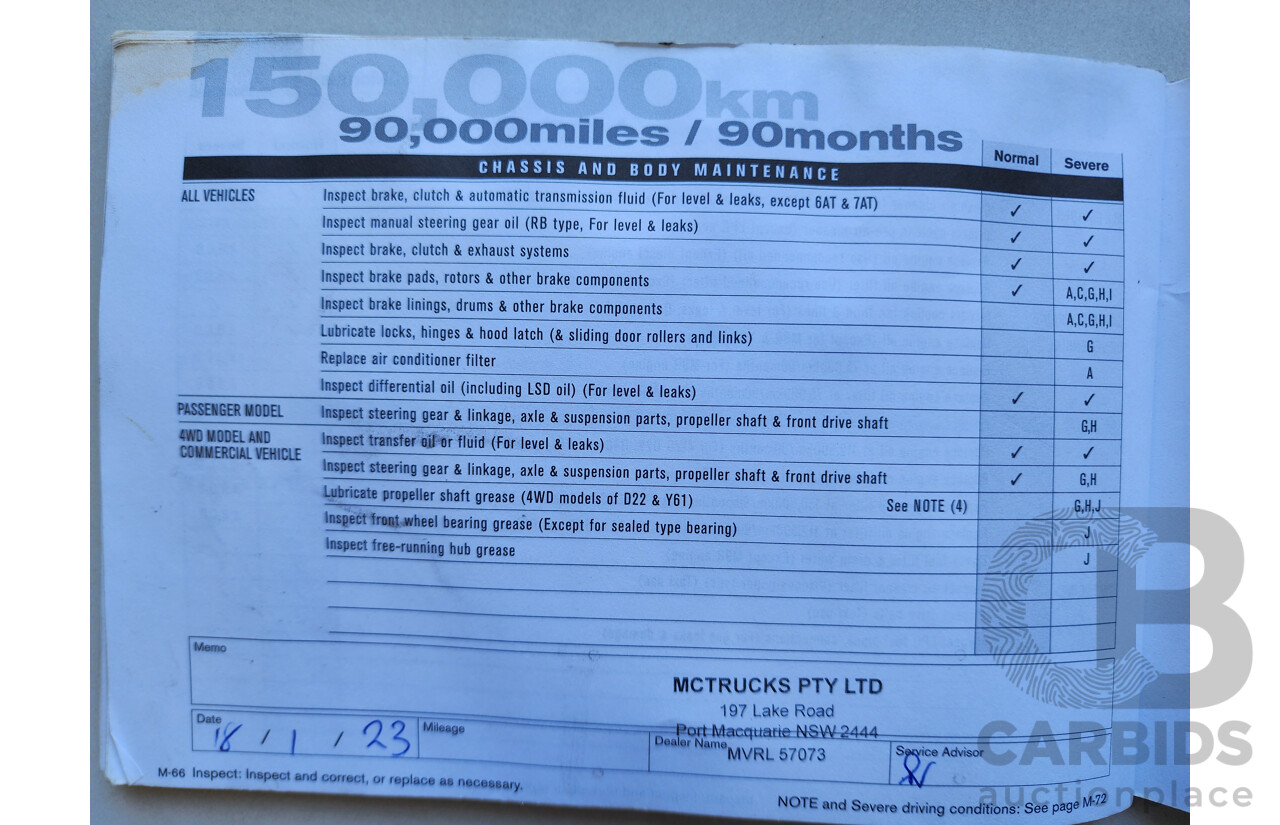 150,000km
90,000miles / 90months
CHASSIS AND BODY MAINTENANCE Normal Severe
ALL VEHICLES Inspect brake, clutch & automatic transmission fluid (For level & leaks, except 6AT & 7AT) ✓ ✓
Inspect manual steering gear oil (RB type, For level & leaks) ✓ ✓
Inspect brake, clutch & exhaust systems ✓ ✓
Inspect brake pads, rotors & other brake components ✓ A,C,G,H,I
Inspect brake linings, drums & other brake components A,C,G,H,I
Lubricate locks, hinges & hood latch (& sliding door rollers and links) G
Replace air conditioner filter A
Inspect differential oil (including LSD oil) (For level & leaks) ✓ ✓
PASSENGER MODEL Inspect steering gear & linkage, axle & suspension parts, propeller shaft & front drive shaft G,H
4WD MODEL AND Inspect transfer oil or fluid (For level & leaks) ✓ ✓
COMMERCIAL VEHICLE Inspect steering gear & linkage, axle & suspension parts, propeller shaft & front drive shaft ✓ G,H
Lubricate propeller shaft grease (4WD models of D22 & Y61) See NOTE (4) G,H,J
Inspect front wheel bearing grease (Except for sealed type bearing) J
Inspect free-running hub grease J
Memo
MCTRUCKS PTY LTD
197 Lake Road
Port Macquarie NSW 2444
Date 18 / 1 / 23 Mileage Dealer Name MVRL 57073 Service Advisor
M-66 Inspect: Inspect and correct, or replace as necessary.
NOTE and Severe driving conditions: See page M-72
CB
CARBIDS
auctionplace